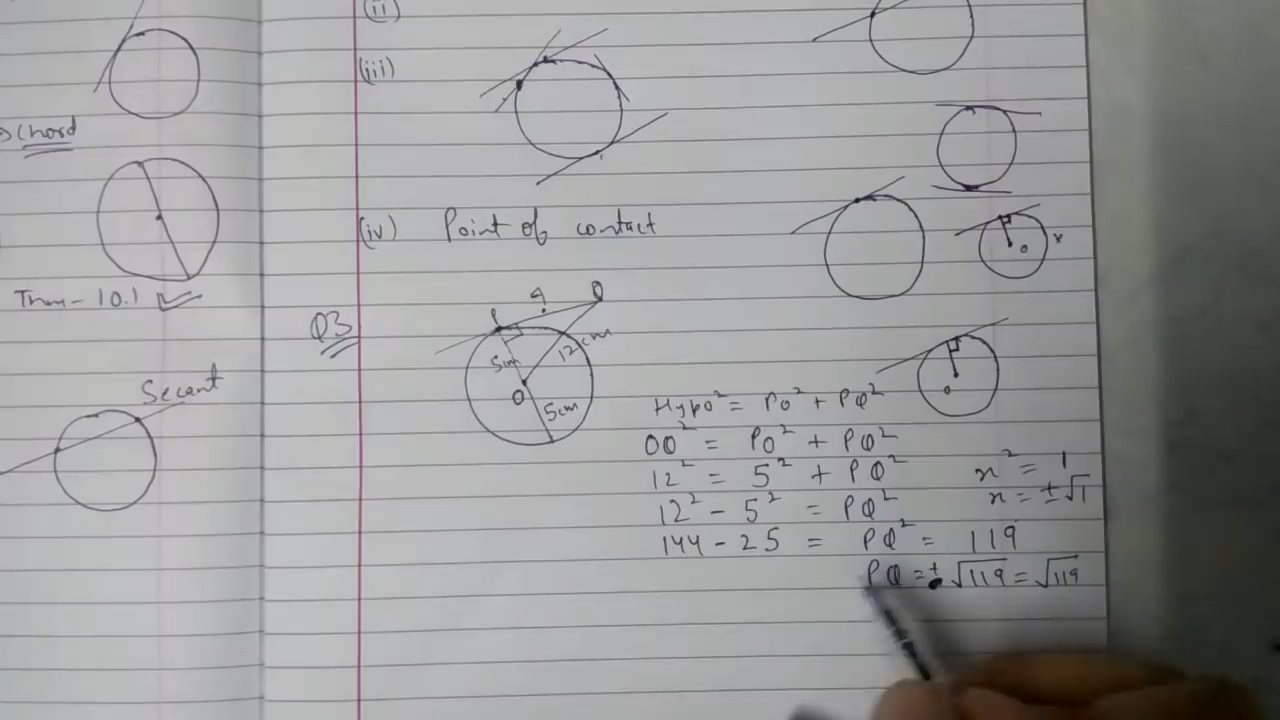 (ii)
(iii)
Chord
(iv) Point of contact
Thm - 10.1
Q3
P
Q
5cm
12cm
O
5cm
Secant
Hypo² = PO² + PQ²
OQ² = PO² + PQ²
12² = 5² + PQ²
12² - 5² = PQ²
144 - 25 = PQ² = 119
PQ = ± √119 = √119
x² = 1
x = ±√1
o
o